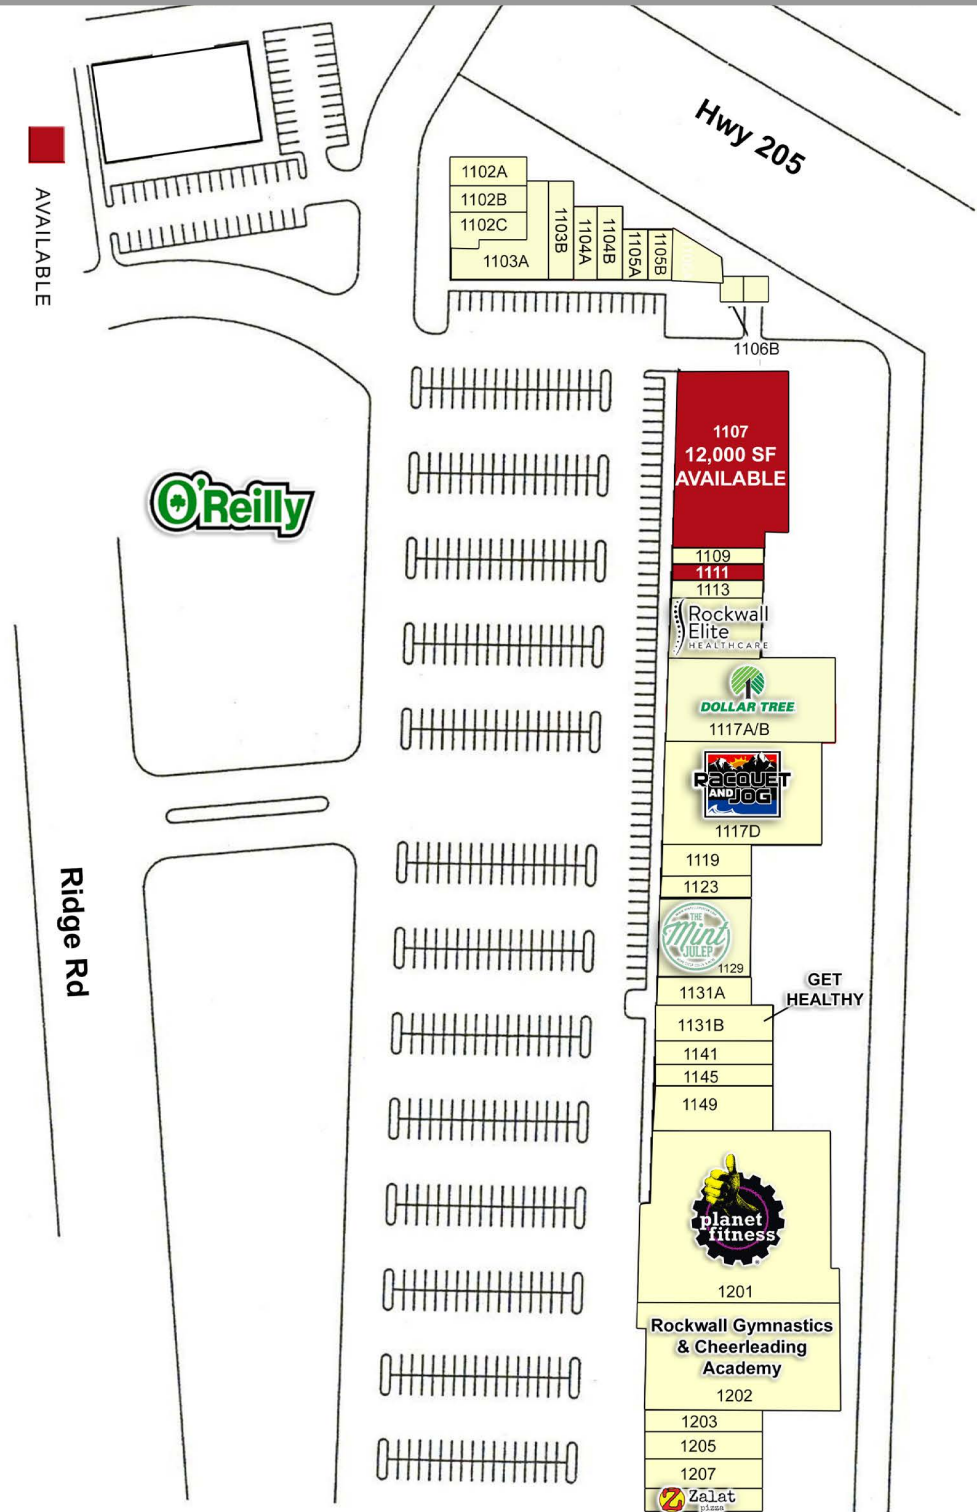 Hwy 205
AVAILABLE
1102A
1102B
1102C
1103A
1103B
1104A
1104B
1105A
1105B
1106B
1107
12,000 SF
AVAILABLE
O'Reilly
1109
1111
1113
Rockwall
Elite
HEALTHCARE
DOLLAR TREE
1117A/B
RACQUET
AND JOG
1117D
1119
1123
THE
Mint
JULEP
1129
1131A
GET
HEALTHY
1131B
1141
1145
1149
Ridge Rd
planet
fitness
1201
Rockwall Gymnastics
& Cheerleading
Academy
1202
1203
1205
1207
Z Zalat
pizza